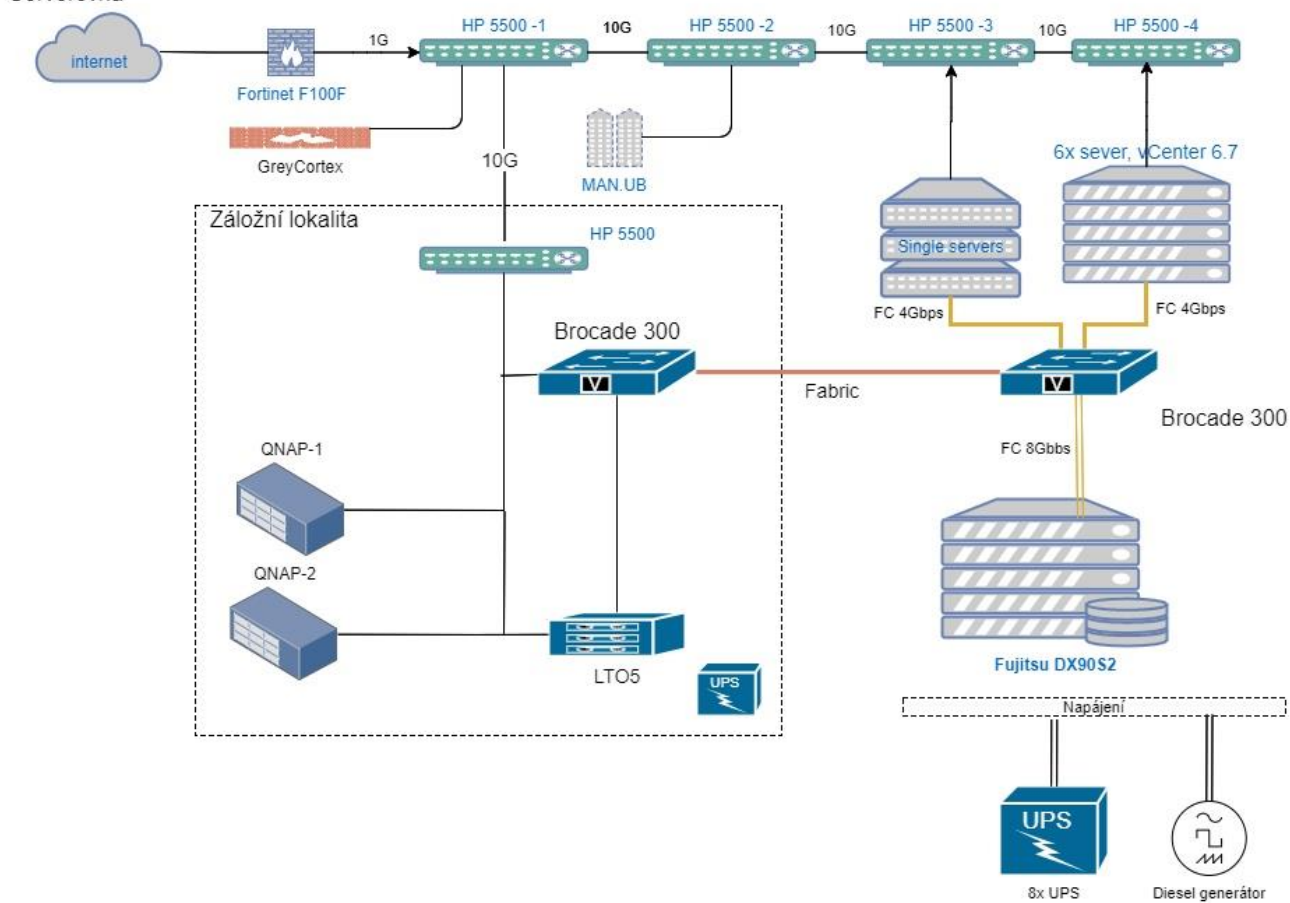 HP 5500 -1
10G
HP 5500 -2
10G
HP 5500 -3
10G
HP 5500 -4
internet
1G
Fortinet F100F
GreyCortex
10G
MAN.UB
6x sever, vCenter 6.7
Záložní lokalita
HP 5500
Single servers
FC 4Gbps
FC 4Gbps
Brocade 300
V
Fabric
V
Brocade 300
QNAP-1
FC 8Gbbs
QNAP-2
LTO5
UPS
Fujitsu DX90S2
Napájení
UPS
8x UPS
Diesel generátor